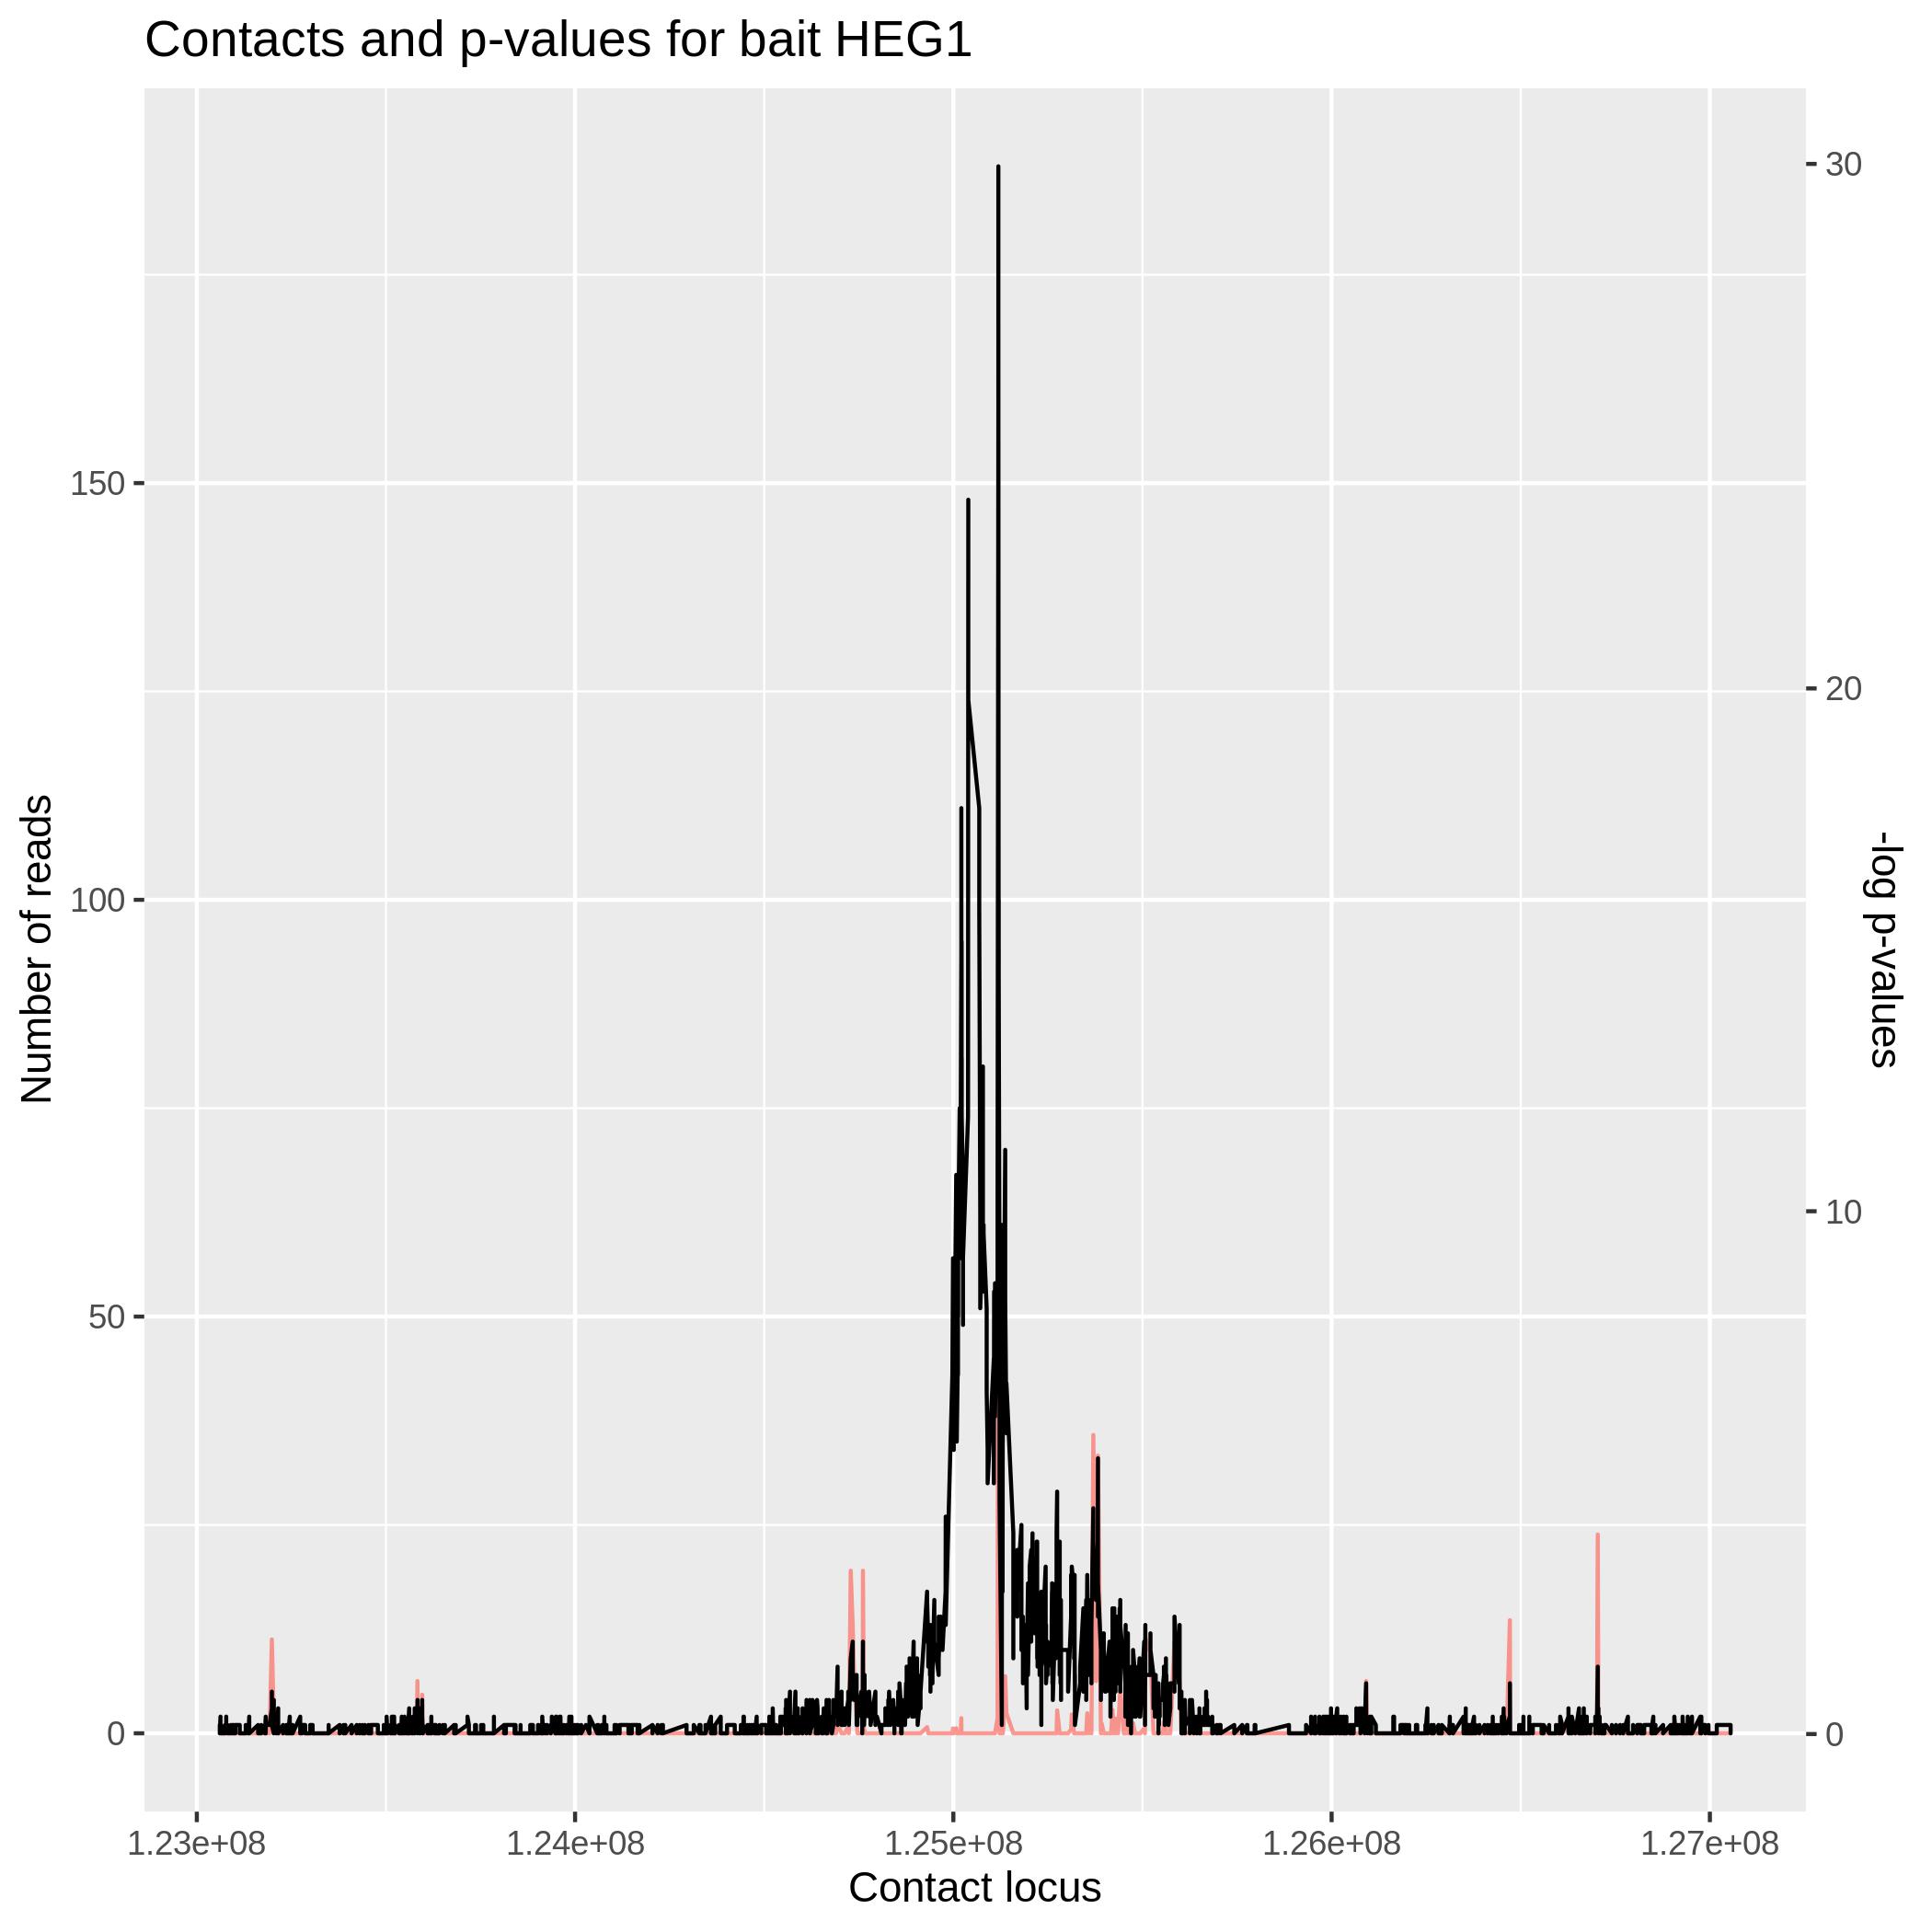 Contacts and p-values for bait HEG1
30
150
20
Number of reads
-log p-values
100
10
50
0
0
1.23e+08
1.24e+08
1.25e+08
1.26e+08
1.27e+08
Contact locus